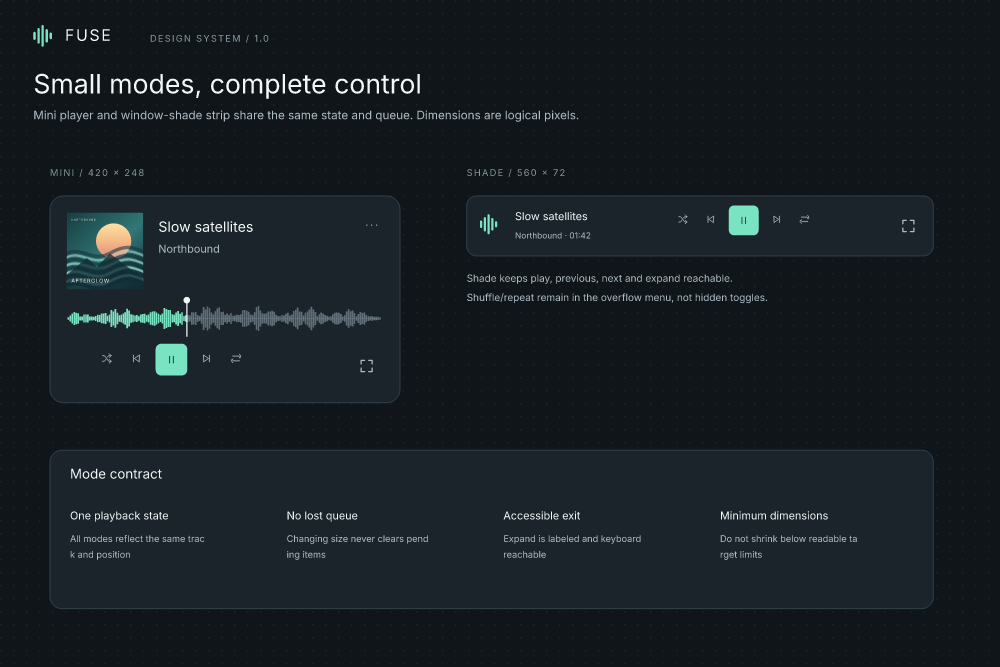 FUSE
DESIGN SYSTEM / 1.0
Small modes, complete control
Mini player and window-shade strip share the same state and queue. Dimensions are logical pixels.
MINI / 420 × 248
SHADE / 560 × 72
AFTERGLOW
Slow satellites
Northbound
...
Slow satellites
Northbound · 01:42
Shade keeps play, previous, next and expand reachable.
Shuffle/repeat remain in the overflow menu, not hidden toggles.
Mode contract
One playback state
All modes reflect the same trac
k and position
No lost queue
Changing size never clears pend
ing items
Accessible exit
Expand is labeled and keyboard
reachable
Minimum dimensions
Do not shrink below readable ta
rget limits